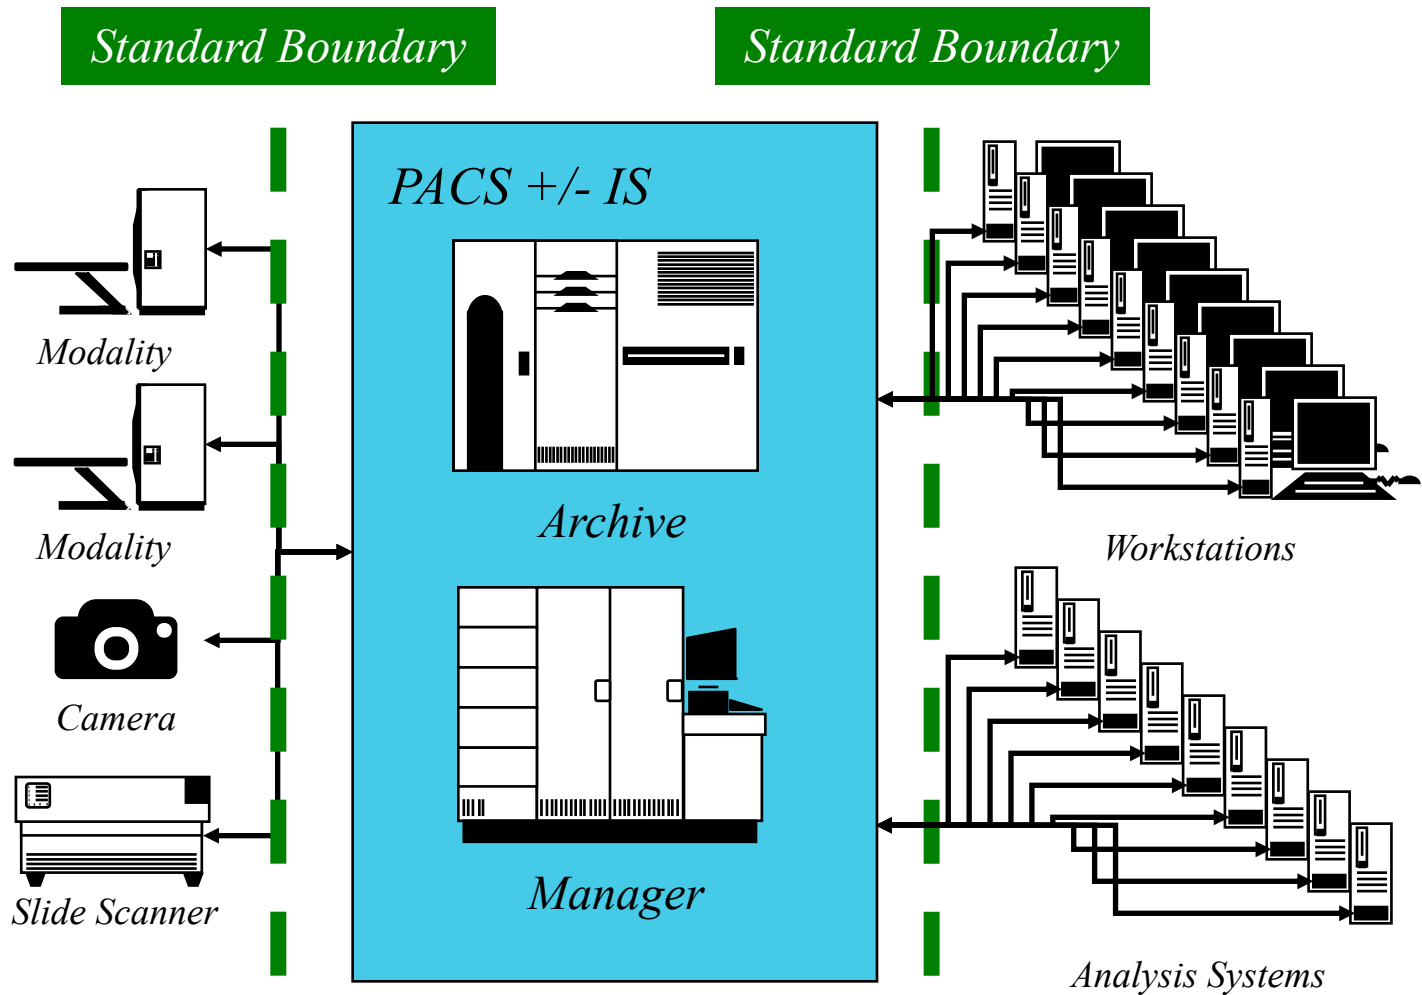 Standard Boundary
Standard Boundary
PACS +/- IS
Modality
Modality
Camera
Slide Scanner
Archive
Manager
Workstations
Analysis Systems